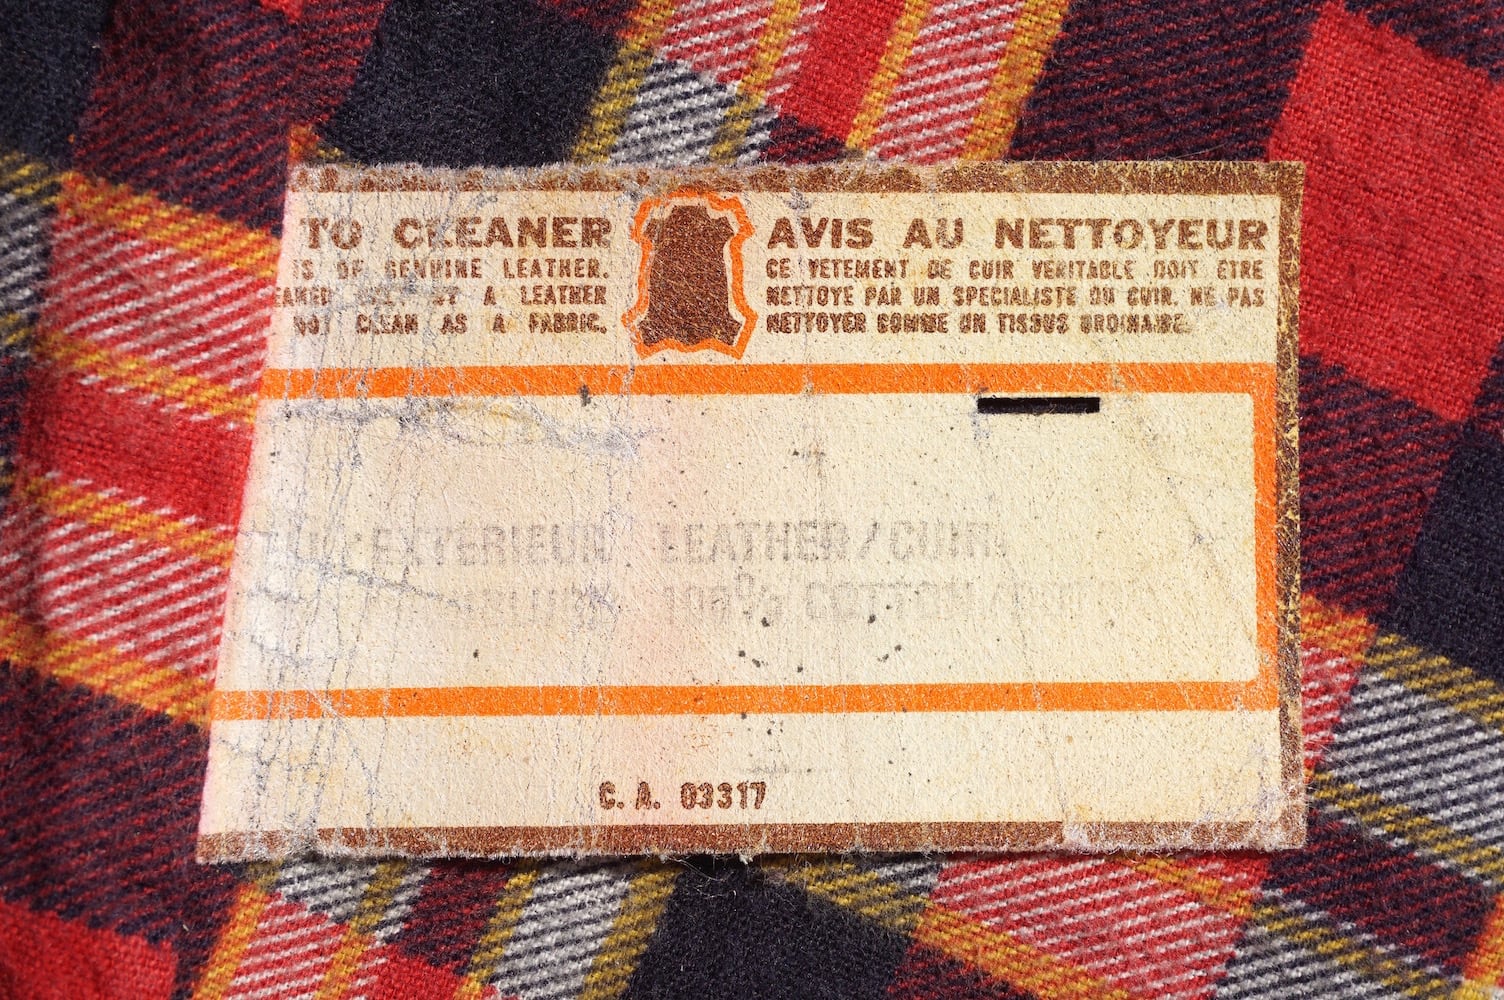 TO CLEANER
IS OF GENUINE LEATHER.
ONLY BY A LEATHER
NOT CLEAN AS A FABRIC.
AVIS AU NETTOYEUR
CE VETEMENT DE CUIR VERITABLE DOIT ETRE
NETTOYE PAR UN SPECIALISTE DU CUIR. NE PAS
NETTOYER COMME UN TISSUS ORDINAIRE.
EXTERIEUR LEATHER/CUIR
100% COTTON
C. A. 03317